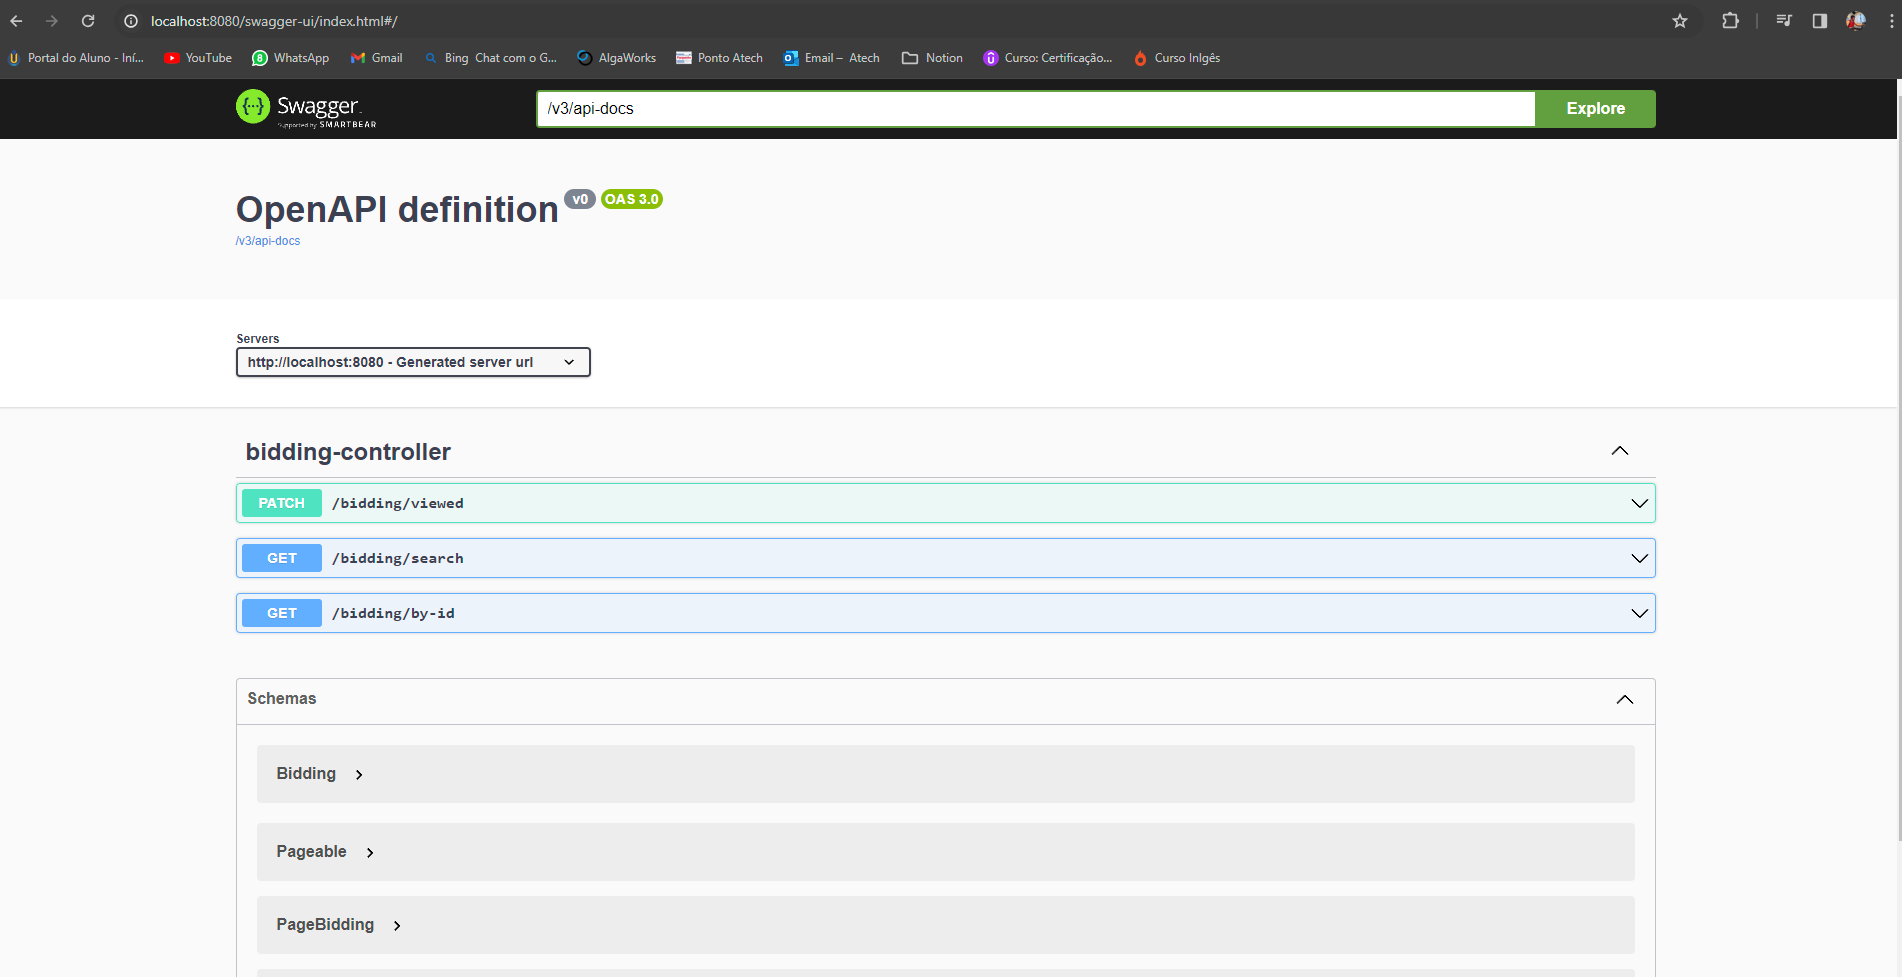 localhost:8080/swagger-ui/index.html#/
Portal do Aluno - Iní... YouTube WhatsApp Gmail Bing Chat com o G... AlgaWorks Ponto Atech Email – Atech Notion Curso: Certificação... Curso Inlgês
Swagger.
Supported by SMARTBEAR
/v3/api-docs
Explore
OpenAPI definition v0 OAS 3.0
/v3/api-docs
Servers
http://localhost:8080 - Generated server url
bidding-controller
PATCH /bidding/viewed
GET /bidding/search
GET /bidding/by-id
Schemas
Bidding
Pageable
PageBidding